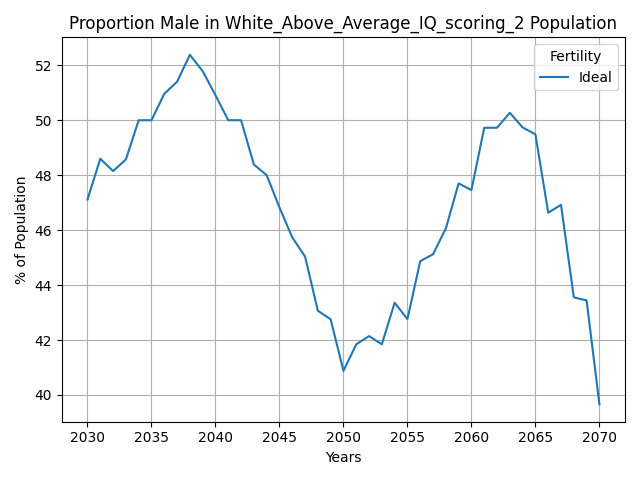 Proportion Male in White_Above_Average_IQ_scoring_2 Population
Fertility
Ideal
52
50
48
46
44
42
40
% of Population
2030 2035 2040 2045 2050 2055 2060 2065 2070
Years